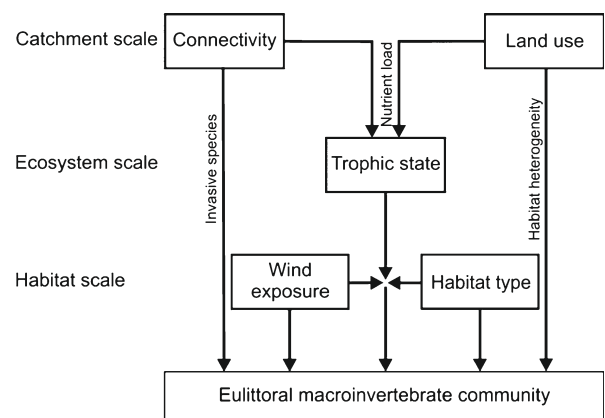 Catchment scale
Connectivity
Land use
Nutrient load
Invasive species
Habitat heterogeneity
Ecosystem scale
Trophic state
Habitat scale
Wind
exposure
Habitat type
Eulittoral macroinvertebrate community